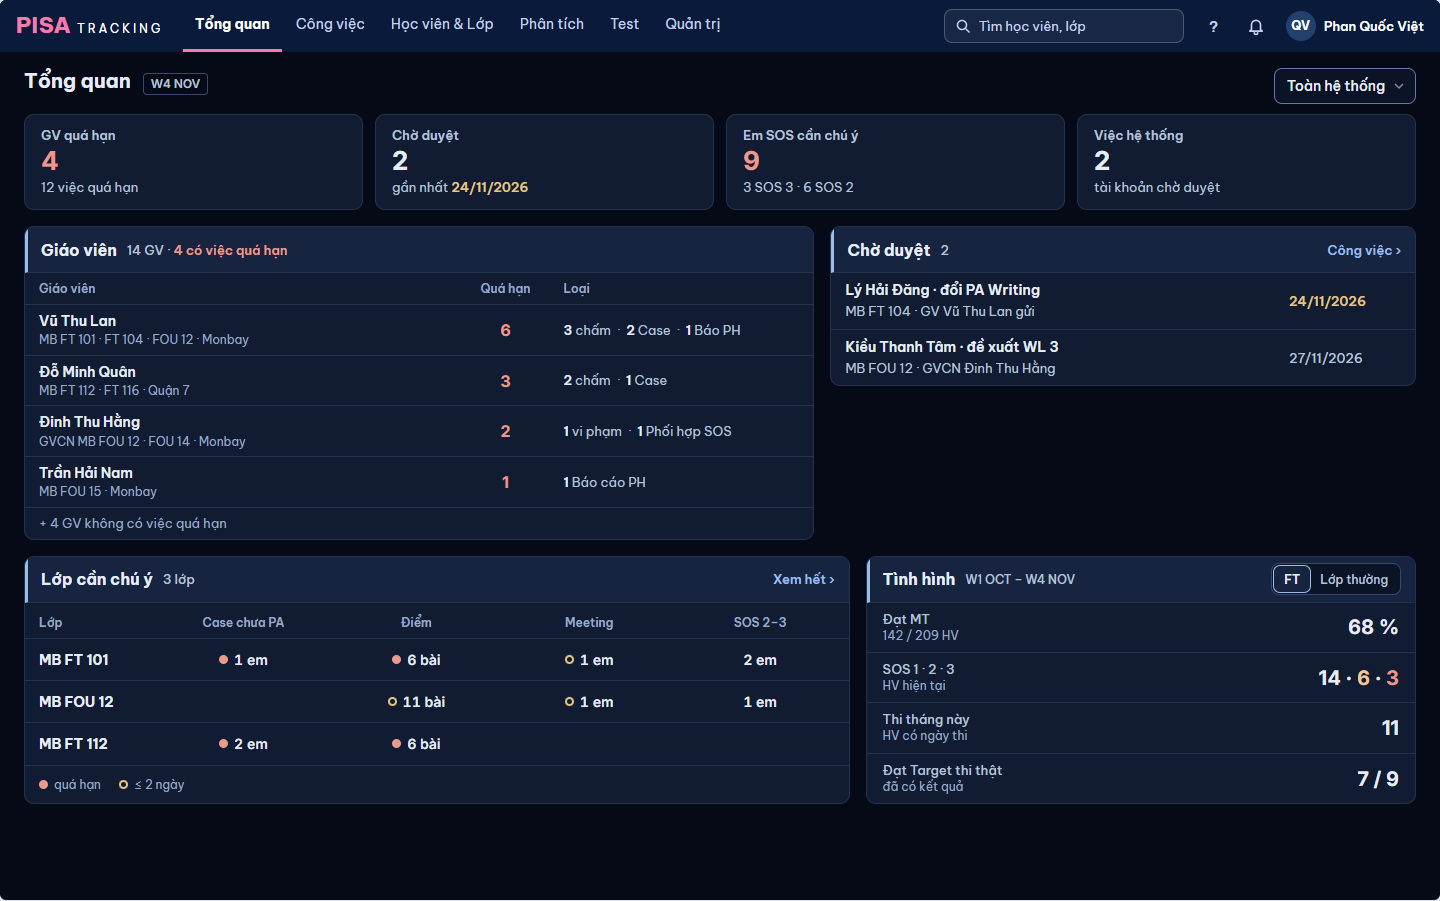 PISA TRACKING Tổng quan Công việc Học viên & Lớp Phân tích Test Quản trị Tìm học viên, lớp ? QV Phan Quốc Việt
Tổng quan W4 NOV Toàn hệ thống
GV quá hạn
4
12 việc quá hạn
Chờ duyệt
2
gần nhất 24/11/2026
Em SOS cần chú ý
9
3 SOS 3 · 6 SOS 2
Việc hệ thống
2
tài khoản chờ duyệt
Giáo viên 14 GV · 4 có việc quá hạn
Giáo viên Quá hạn Loại
Vũ Thu Lan
MB FT 101 · FT 104 · FOU 12 · Monbay
6 3 chấm · 2 Case · 1 Báo PH
Đỗ Minh Quân
MB FT 112 · FT 116 · Quận 7
3 2 chấm · 1 Case
Đinh Thu Hằng
GVCN MB FOU 12 · FOU 14 · Monbay
2 1 vi phạm · 1 Phối hợp SOS
Trần Hải Nam
MB FOU 15 · Monbay
1 1 Báo cáo PH
+ 4 GV không có việc quá hạn
Chờ duyệt 2 Công việc ›
Lý Hải Đăng · đổi PA Writing
MB FT 104 · GV Vũ Thu Lan gửi
24/11/2026
Kiều Thanh Tâm · đề xuất WL 3
MB FOU 12 · GVCN Đinh Thu Hằng
27/11/2026
Lớp cần chú ý 3 lớp Xem hết ›
Lớp Case chưa PA Điểm Meeting SOS 2–3
MB FT 101 1 em 6 bài 1 em 2 em
MB FOU 12 11 bài 1 em 1 em
MB FT 112 2 em 6 bài
quá hạn ≤ 2 ngày
Tình hình W1 OCT – W4 NOV FT Lớp thường
Đạt MT
142 / 209 HV
68 %
SOS 1 · 2 · 3
HV hiện tại
14 · 6 · 3
Thi tháng này
HV có ngày thi
11
Đạt Target thi thật
đã có kết quả
7 / 9